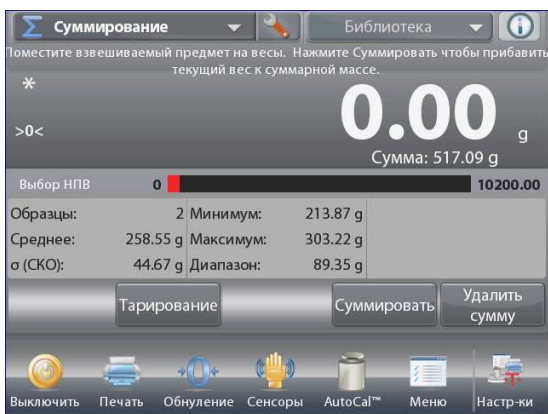 Σ Суммирование Библиотека
Поместите взвешиваемый предмет на весы. Нажмите Суммировать чтобы прибавить
текущий вес к суммарной массе.
*
>0<
0.00 g
Сумма: 517.09 g
Выбор НПВ 0 10200.00
Образцы: 2 Минимум: 213.87 g
Среднее: 258.55 g Максимум: 303.22 g
σ (СКО): 44.67 g Диапазон: 89.35 g
Тарирование Суммировать Удалить
сумму
Выключить Печать Обнуление Сенсоры AutoCal™ Меню Настр-ки